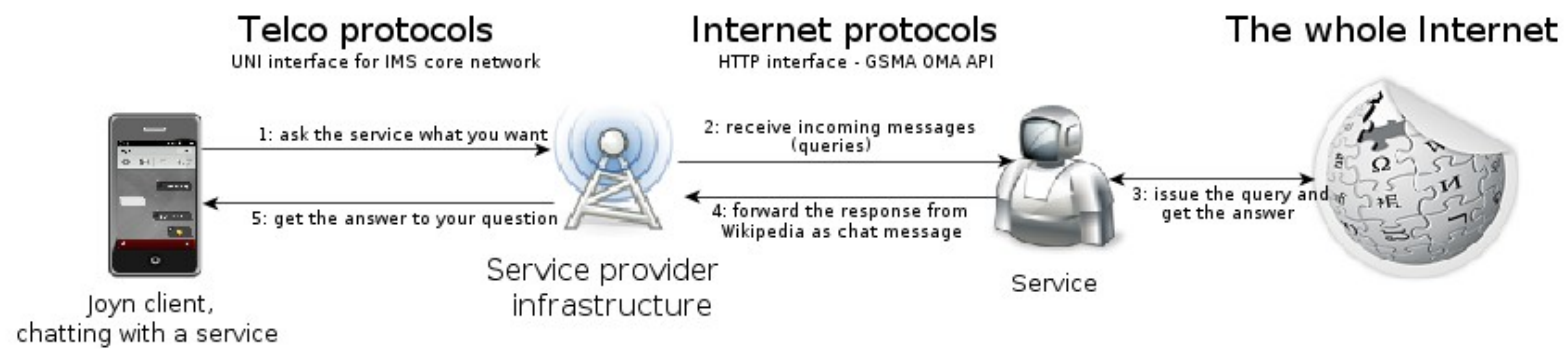 Telco protocols
UNI interface for IMS core network
Internet protocols
HTTP interface - GSMA OMA API
The whole Internet
1: ask the service what you want
2: receive incoming messages
(queries)
3: issue the query and
get the answer
4: forward the response from
Wikipedia as chat message
5: get the answer to your question
Joyn client,
chatting with a service
Service provider
infrastructure
Service
Ω
И